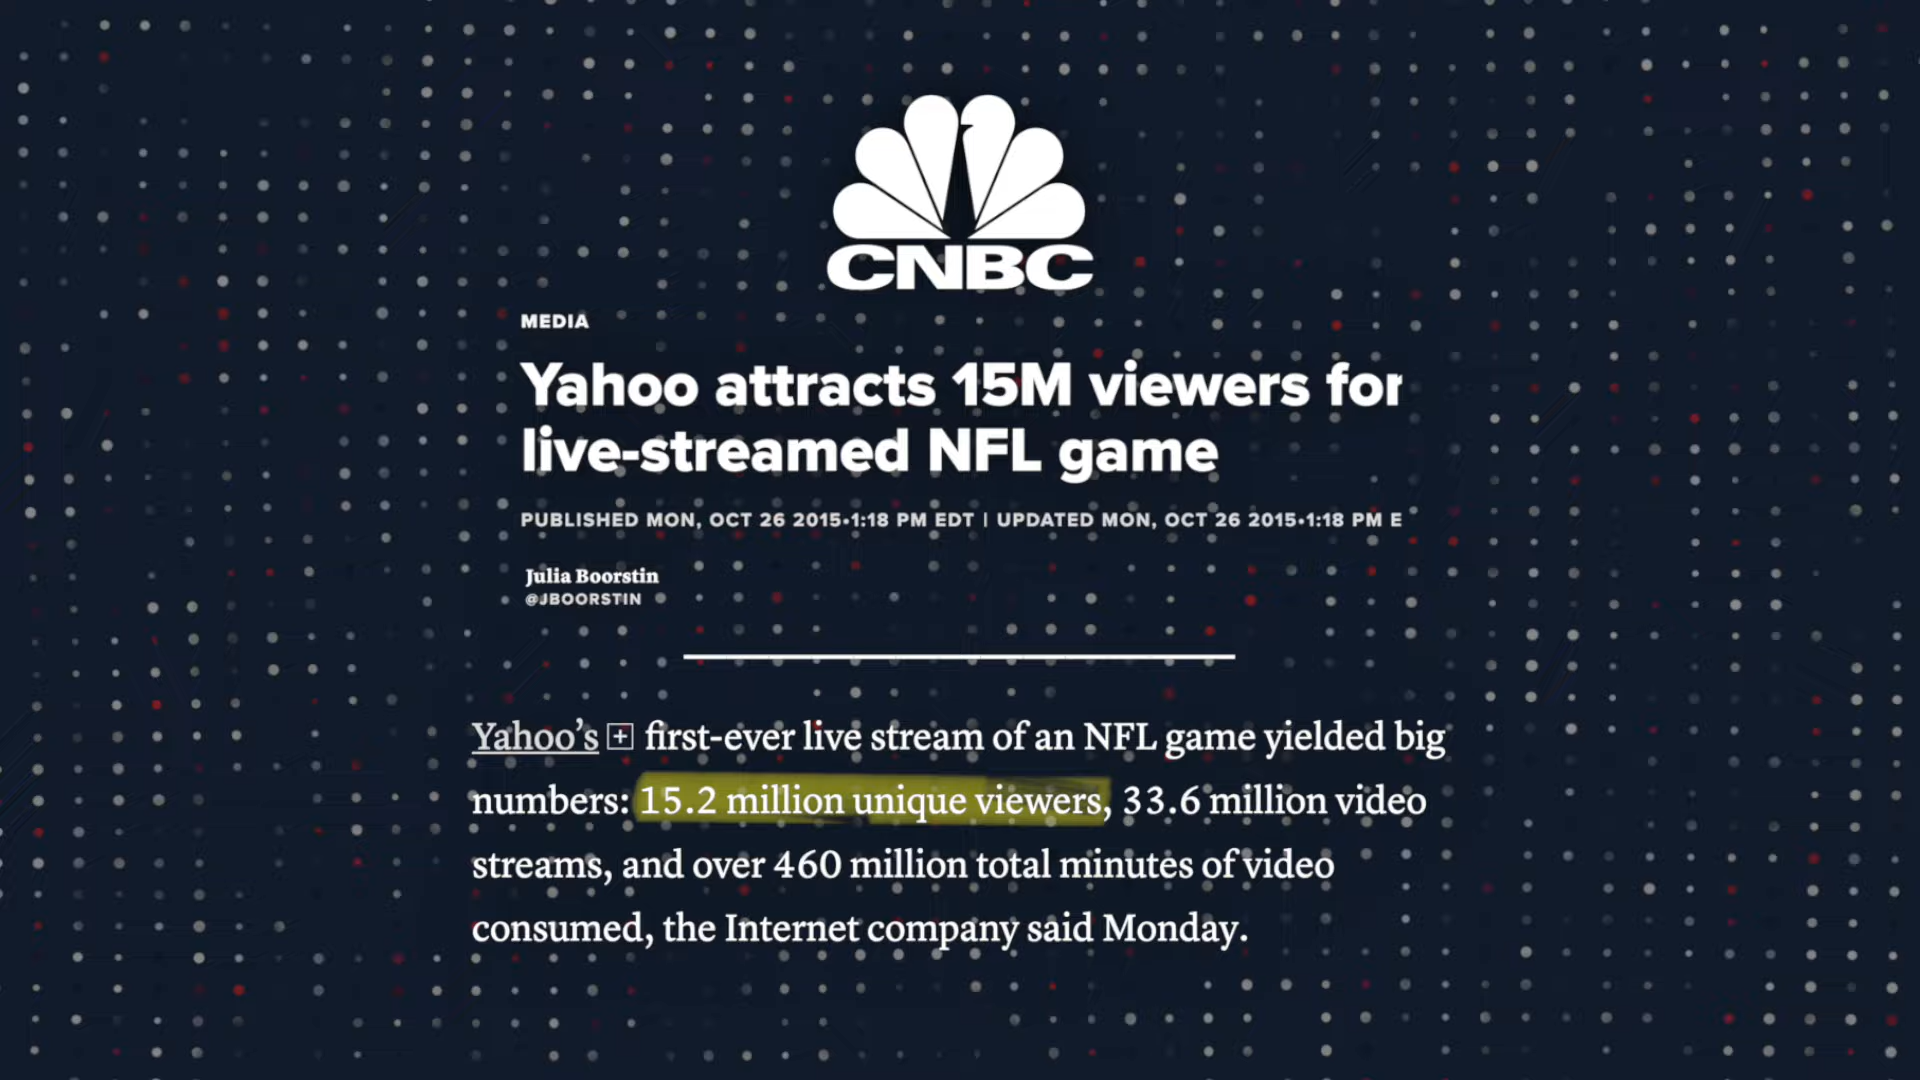 CNBC
MEDIA
Yahoo attracts 15M viewers for
live-streamed NFL game
PUBLISHED MON, OCT 26 2015•1:18 PM EDT | UPDATED MON, OCT 26 2015•1:18 PM E
Julia Boorstin
@JBOORSTIN
Yahoo’s + first-ever live stream of an NFL game yielded big
numbers: 15.2 million unique viewers, 33.6 million video
streams, and over 460 million total minutes of video
consumed, the Internet company said Monday.